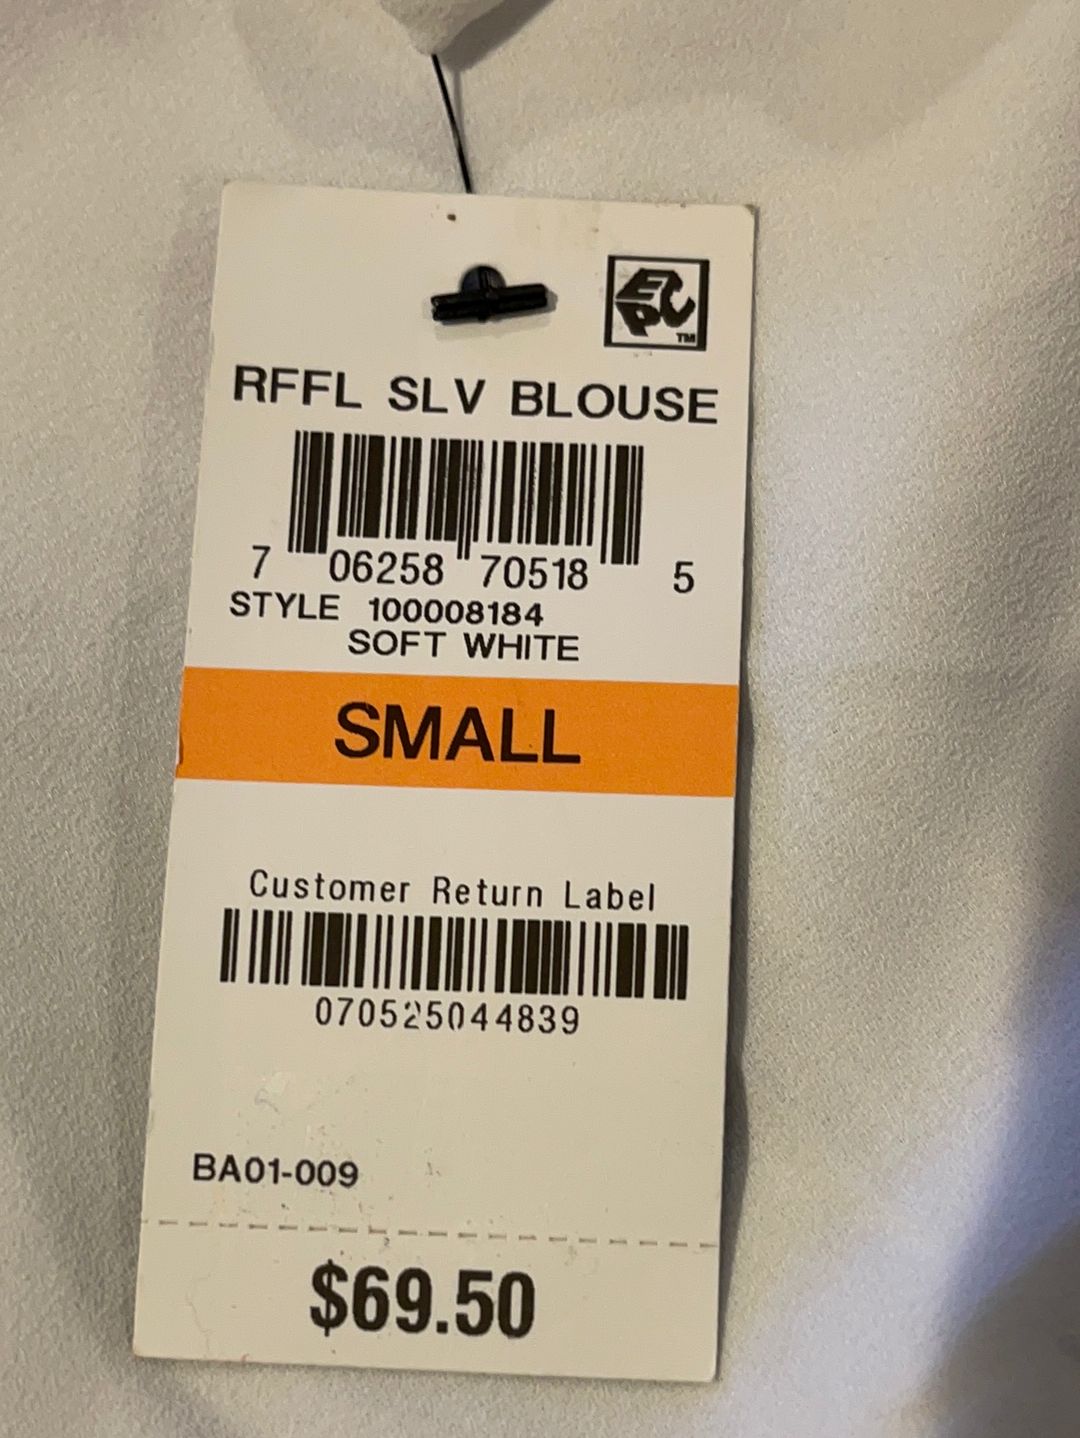 EPC™
RFFL SLV BLOUSE
7 06258 70518 5
STYLE 100008184
SOFT WHITE
SMALL
Customer Return Label
070525044839
BA01-009
$69.50